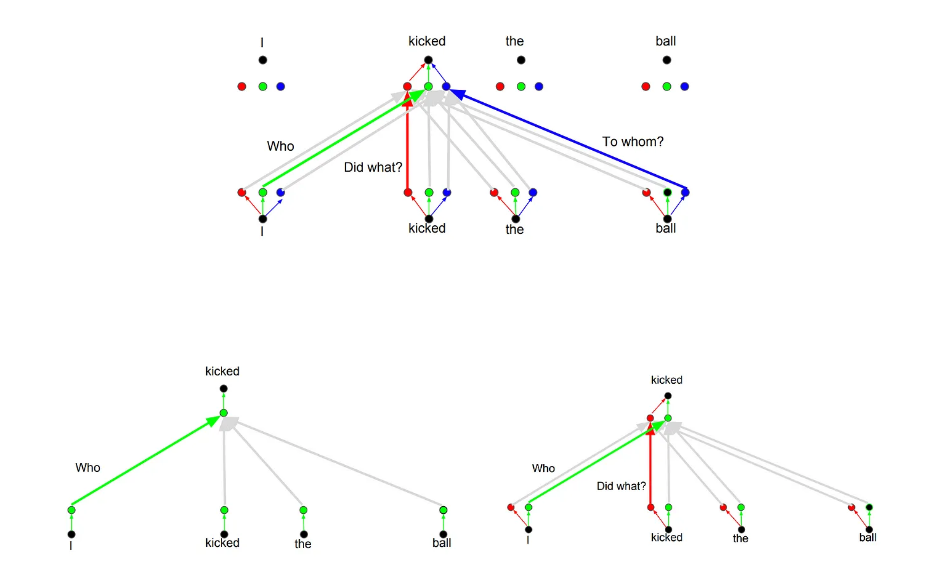 I kicked the ball
Who
Did what?
To whom?
I kicked the ball
kicked
Who
I kicked the ball
kicked
Who
Did what?
I kicked the ball